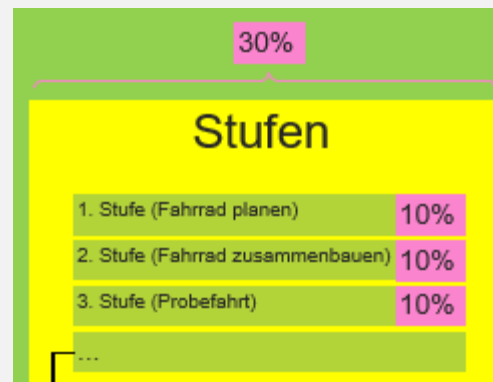 30%
Stufen
1. Stufe (Fahrrad planen) 10%
2. Stufe (Fahrrad zusammenbauen) 10%
3. Stufe (Probefahrt) 10%
...